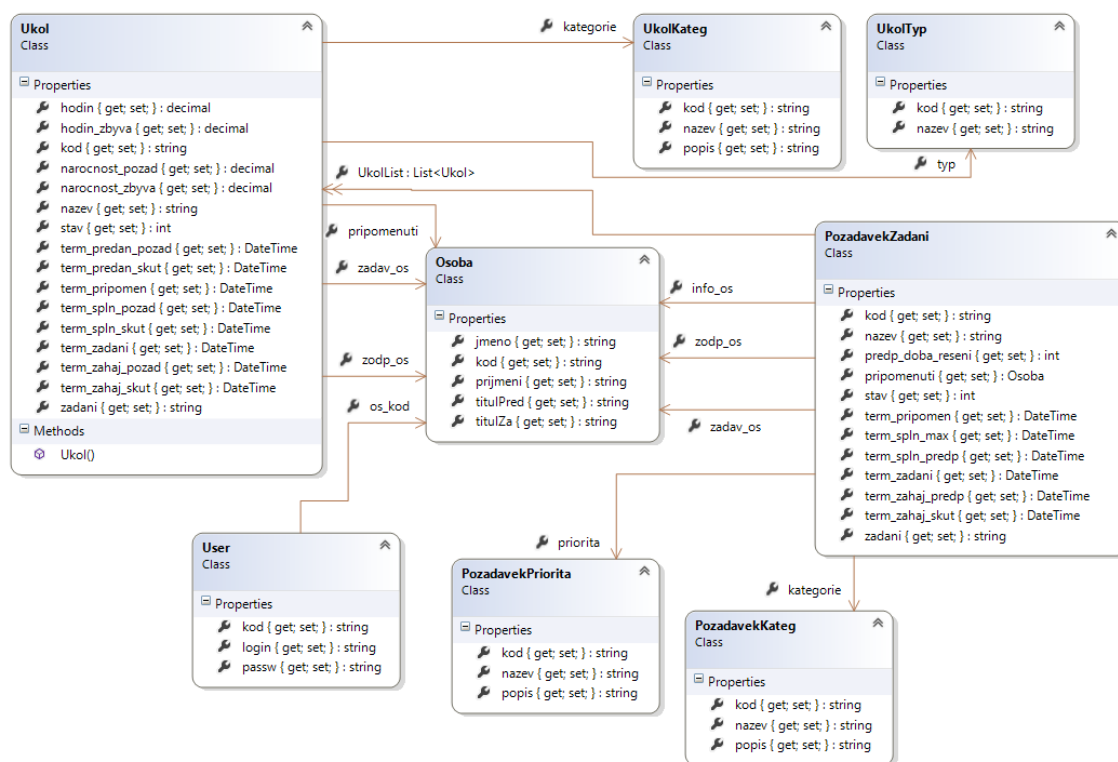 Ukol
Class
Properties
hodin { get; set; } : decimal
hodin_zbyva { get; set; } : decimal
kod { get; set; } : string
narocnost_pozad { get; set; } : decimal
narocnost_zbyva { get; set; } : decimal
nazev { get; set; } : string
stav { get; set; } : int
term_predan_pozad { get; set; } : DateTime
term_predan_skut { get; set; } : DateTime
term_pripomen { get; set; } : DateTime
term_spln_pozad { get; set; } : DateTime
term_spln_skut { get; set; } : DateTime
term_zadani { get; set; } : DateTime
term_zahaj_pozad { get; set; } : DateTime
term_zahaj_skut { get; set; } : DateTime
zadani { get; set; } : string
Methods
Ukol()
kategorie
UkolKateg
Class
Properties
kod { get; set; } : string
nazev { get; set; } : string
popis { get; set; } : string
UkolTyp
Class
Properties
kod { get; set; } : string
nazev { get; set; } : string
typ
UkolList : List<Ukol>
pripomenuti
zadav_os
zodp_os
os_kod
Osoba
Class
Properties
jmeno { get; set; } : string
kod { get; set; } : string
prijmeni { get; set; } : string
titulPred { get; set; } : string
titulZa { get; set; } : string
info_os
zodp_os
zadav_os
PozadavekZadani
Class
Properties
kod { get; set; } : string
nazev { get; set; } : string
predp_doba_reseni { get; set; } : int
pripomenuti { get; set; } : Osoba
stav { get; set; } : int
term_pripomen { get; set; } : DateTime
term_spln_max { get; set; } : DateTime
term_spln_predp { get; set; } : DateTime
term_zadani { get; set; } : DateTime
term_zahaj_predp { get; set; } : DateTime
term_zahaj_skut { get; set; } : DateTime
zadani { get; set; } : string
User
Class
Properties
kod { get; set; } : string
login { get; set; } : string
passw { get; set; } : string
priorita
PozadavekPriorita
Class
Properties
kod { get; set; } : string
nazev { get; set; } : string
popis { get; set; } : string
kategorie
PozadavekKateg
Class
Properties
kod { get; set; } : string
nazev { get; set; } : string
popis { get; set; } : string